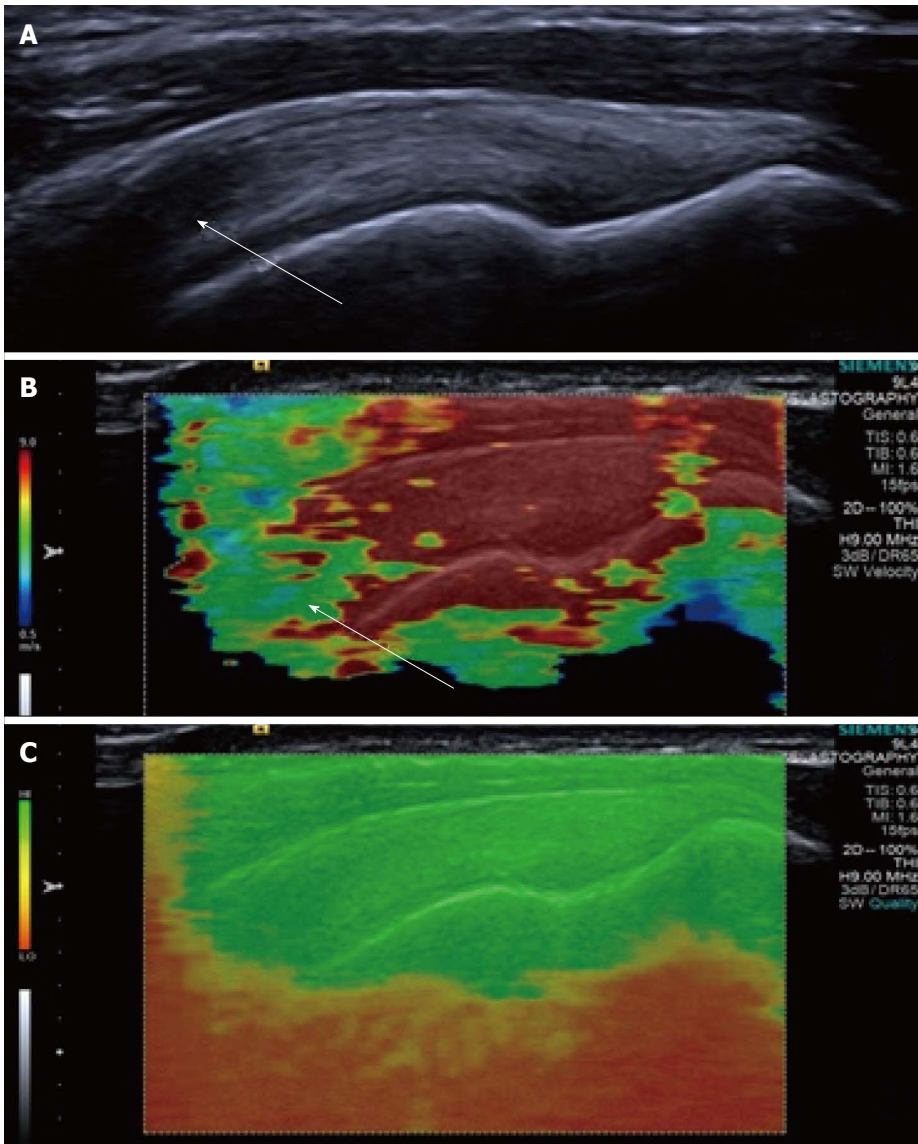 A
B
SIEMENS
9L4
ELASTOGRAPHY
General
TIS: 0.6
TIB: 0.6
MI: 1.6
15fps
2D-- 100%
THI
H9.00 MHz
3dB / DR65
SW Velocity
9.0
0.5
m/s
C
SIEMENS
9L4
ELASTOGRAPHY
General
TIS: 0.6
TIB: 0.6
MI: 1.6
15fps
2D-- 100%
THI
H9.00 MHz
3dB / DR65
SW Quality
HI
LO